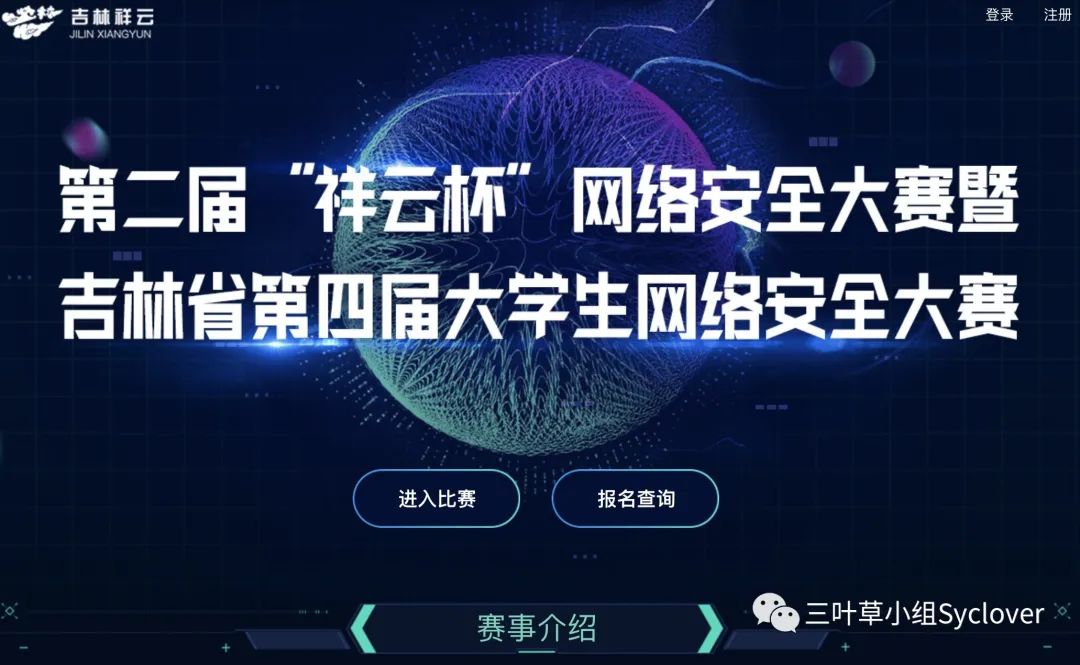 吉林祥云
JILIN XIANGYUN
登录 注册
第二届“祥云杯”网络安全大赛暨
吉林省第四届大学生网络安全大赛
进入比赛 报名查询
赛事介绍
三叶草小组Syclover